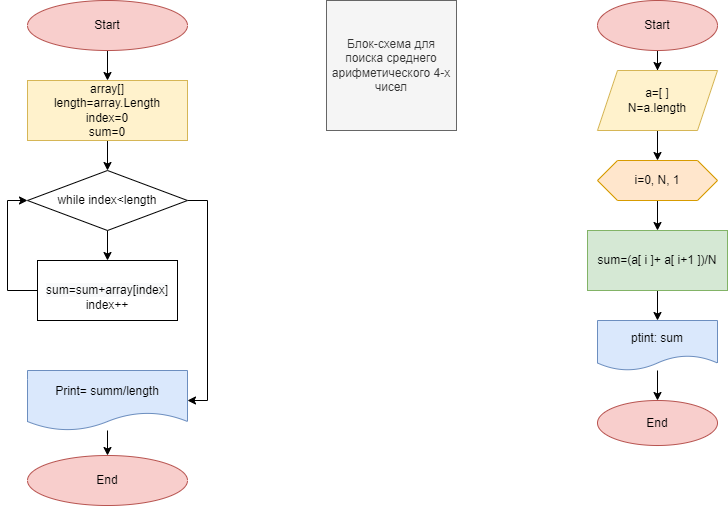 Start
array[]
length=array.Length
index=0
sum=0
while index<length
sum=sum+array[index]
index++
Print= summ/length
End
Блок-схема для
поиска среднего
арифметического 4-х
чисел
Start
a=[ ]
N=a.length
i=0, N, 1
sum=(a[ i ]+ a[ i+1 ])/N
ptint: sum
End